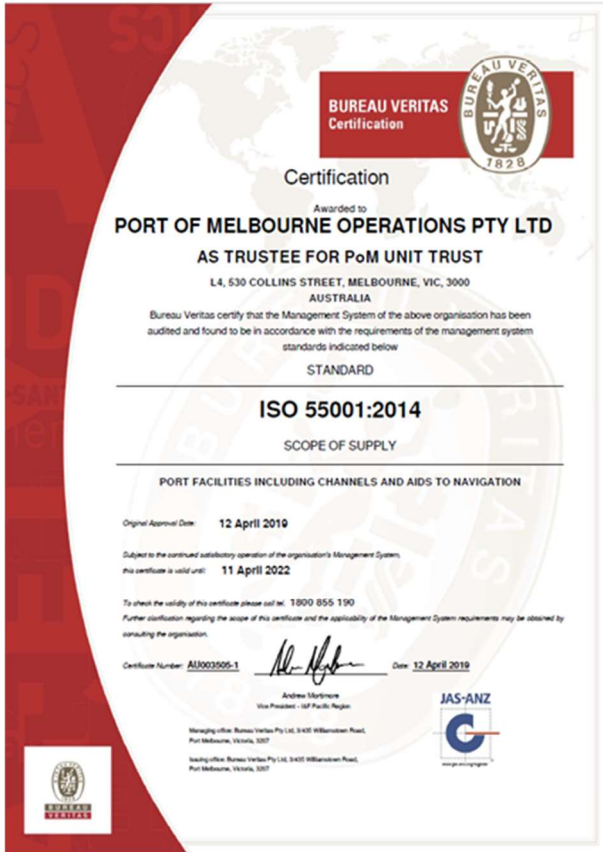 BUREAU VERITAS
Certification
BUREAU VERITAS
1828
Certification
Awarded to
PORT OF MELBOURNE OPERATIONS PTY LTD
AS TRUSTEE FOR PoM UNIT TRUST
L4, 530 COLLINS STREET, MELBOURNE, VIC, 3000
AUSTRALIA
Bureau Veritas certify that the Management System of the above organisation has been
audited and found to be in accordance with the requirements of the management system
standards indicated below
STANDARD
ISO 55001:2014
SCOPE OF SUPPLY
PORT FACILITIES INCLUDING CHANNELS AND AIDS TO NAVIGATION
Original Approval Date: 12 April 2019
Subject to the continued satisfactory operation of the organisation's Management System,
this certificate is valid until: 11 April 2022
To check the validity of this certificate please call tel. 1800 855 190
Further clarification regarding the scope of this certificate and the applicability of the Management System requirements may be obtained by
consulting the organisation.
Certificate Number: AU003505-1 Date: 12 April 2019
Andrew Mortimore
Vice President - I&F Pacific Region
JAS-ANZ
Managing office: Bureau Veritas Pty Ltd, 3/435 Williamstown Road,
Port Melbourne, Victoria, 3207
Issuing office: Bureau Veritas Pty Ltd, 3/435 Williamstown Road,
Port Melbourne, Victoria, 3207
BUREAU
VERITAS